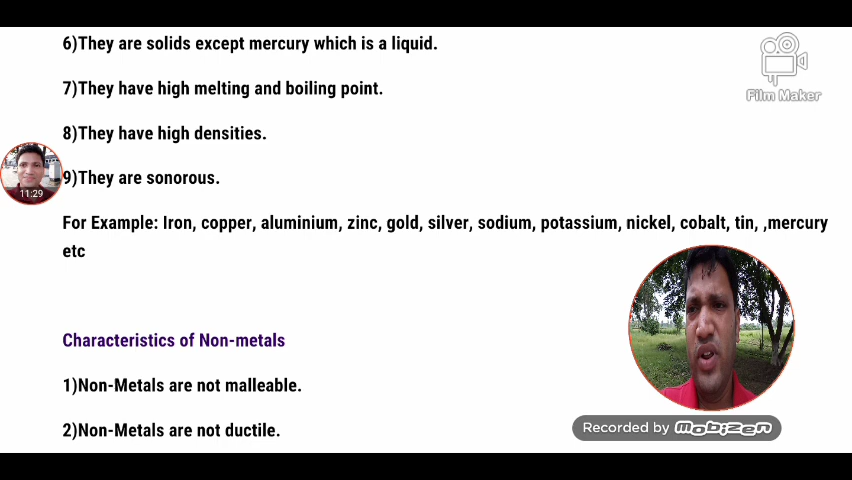 6)They are solids except mercury which is a liquid.
Film Maker
7)They have high melting and boiling point.
8)They have high densities.
9)They are sonorous.
11:29
For Example: Iron, copper, aluminium, zinc, gold, silver, sodium, potassium, nickel, cobalt, tin, ,mercury
etc
Characteristics of Non-metals
1)Non-Metals are not malleable.
2)Non-Metals are not ductile.
Recorded by mobizen